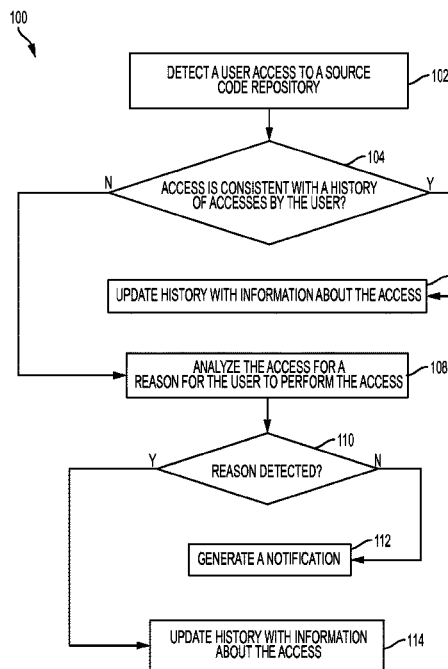 100
DETECT A USER ACCESS TO A SOURCE
CODE REPOSITORY
102
104
N
Y
ACCESS IS CONSISTENT WITH A HISTORY
OF ACCESSES BY THE USER?
UPDATE HISTORY WITH INFORMATION ABOUT THE ACCESS
ANALYZE THE ACCESS FOR A
REASON FOR THE USER TO PERFORM THE ACCESS
108
110
Y
N
REASON DETECTED?
112
GENERATE A NOTIFICATION
UPDATE HISTORY WITH INFORMATION
ABOUT THE ACCESS
114